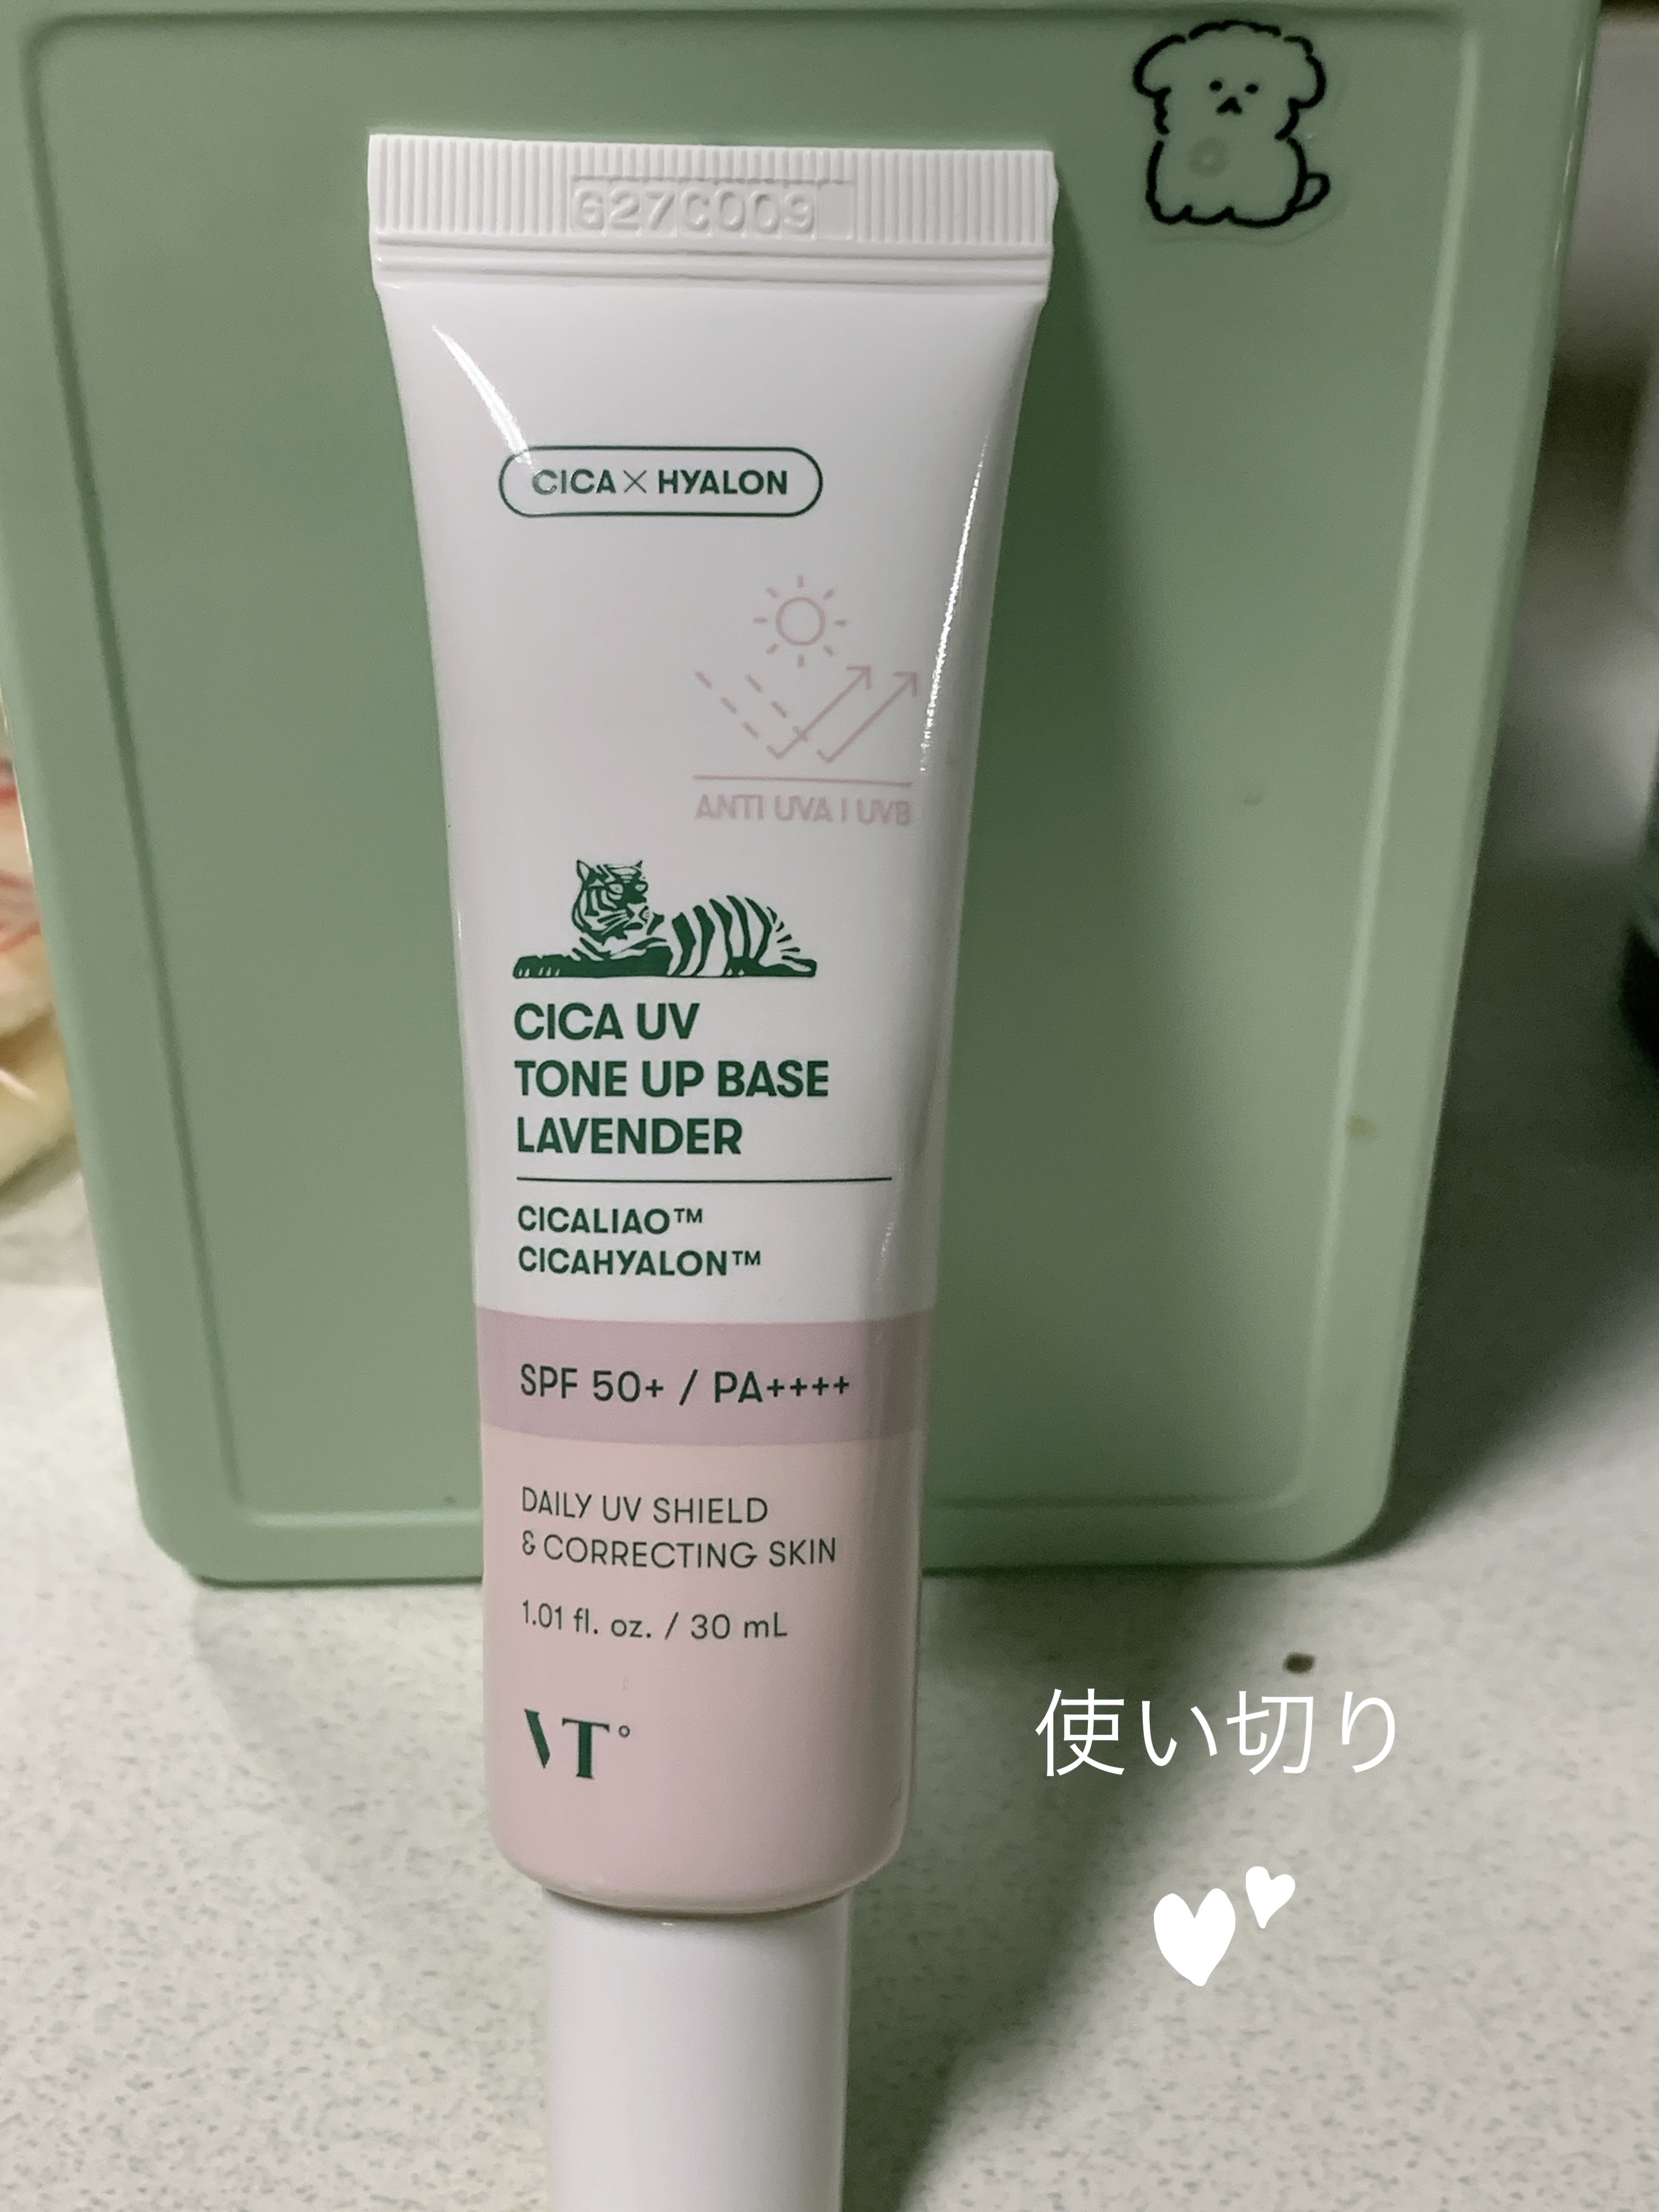 G27C009
CICA×HYALON
ANTI UVA | UVB
CICA UV
TONE UP BASE
LAVENDER
CICALIAO™
CICAHYALON™
SPF 50+ / PA++++
DAILY UV SHIELD
& CORRECTING SKIN
1.01 fl. oz. / 30 mL
VT°
使い切り